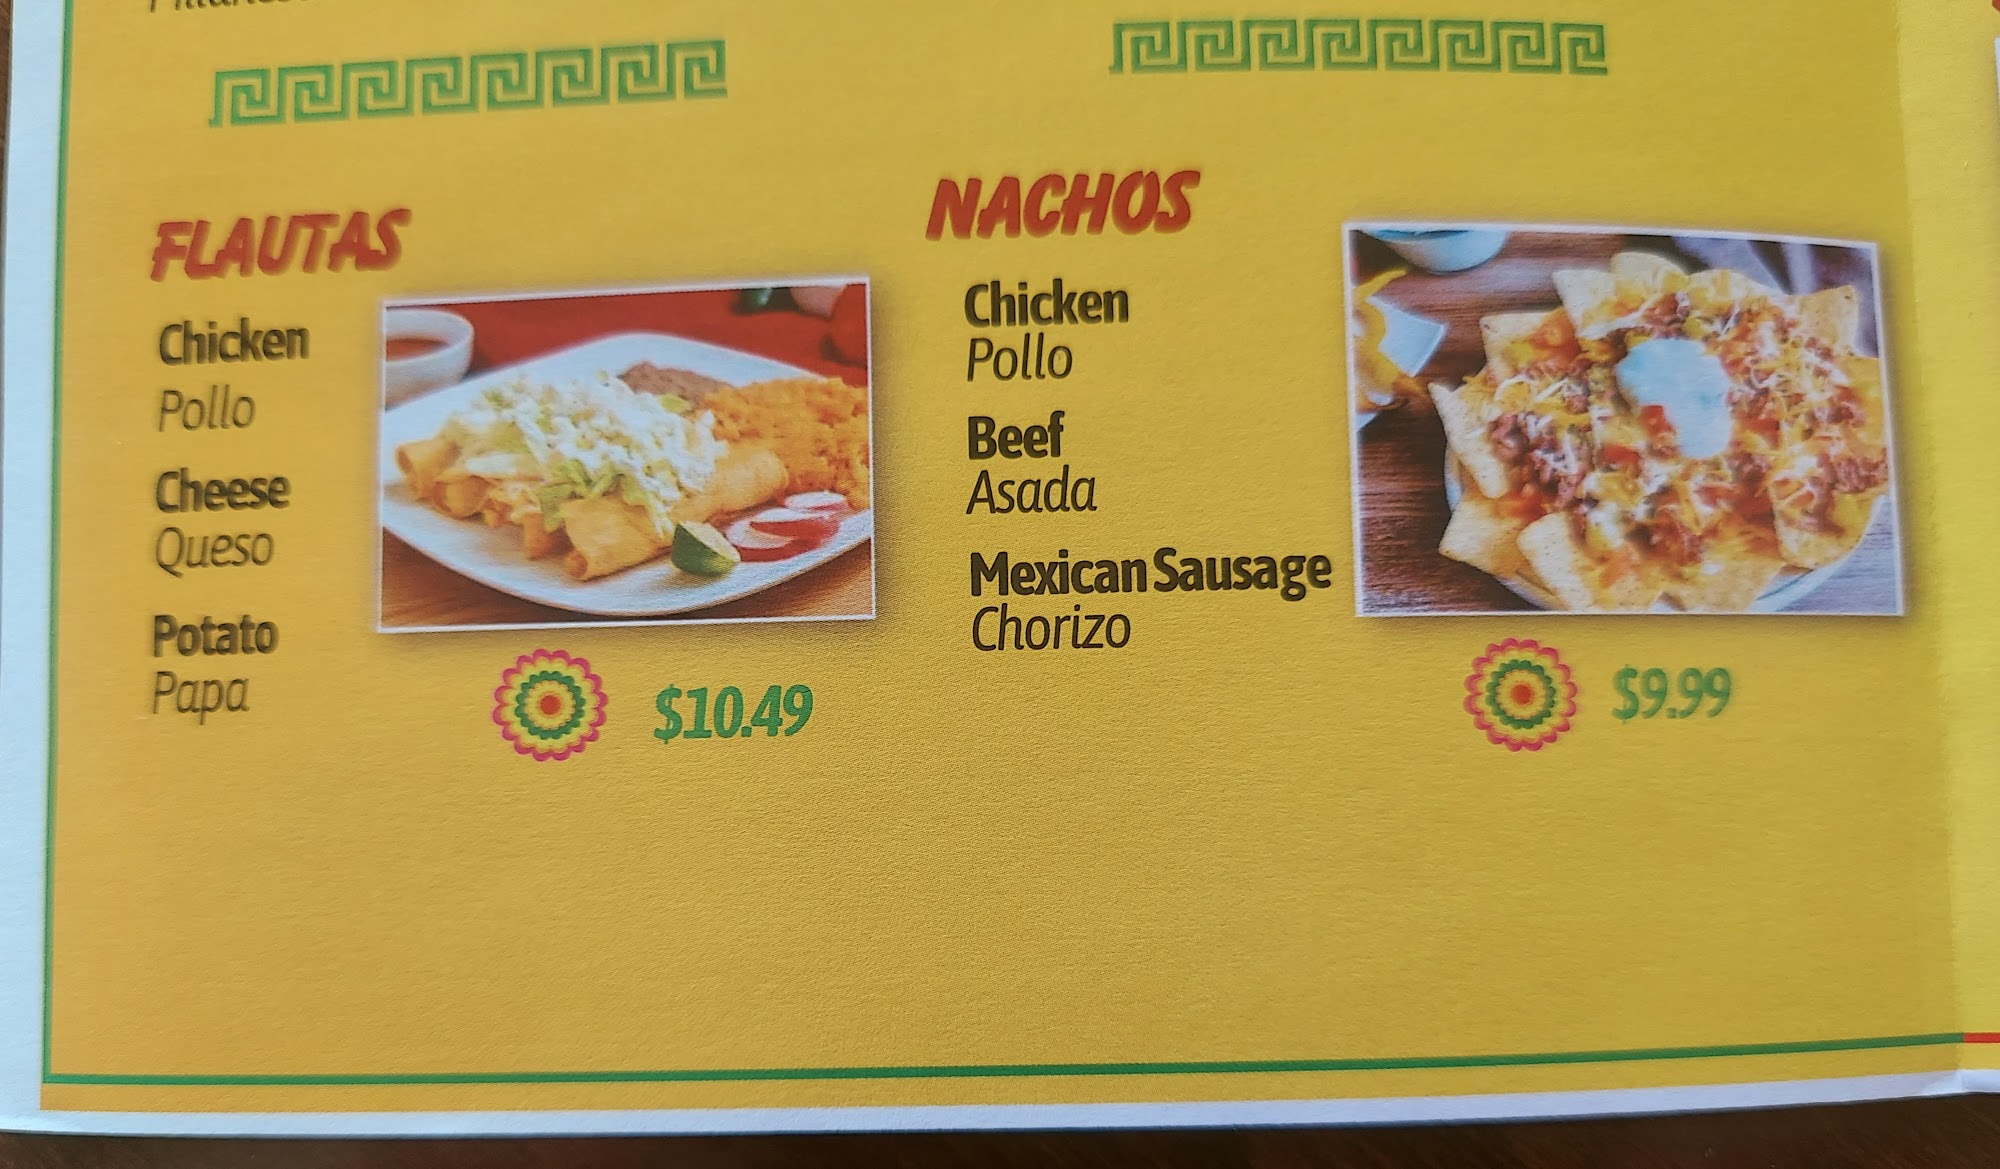 FLAUTAS
Chicken
Pollo
Cheese
Queso
Potato
Papa
$10.49
NACHOS
Chicken
Pollo
Beef
Asada
Mexican Sausage
Chorizo
$9.99